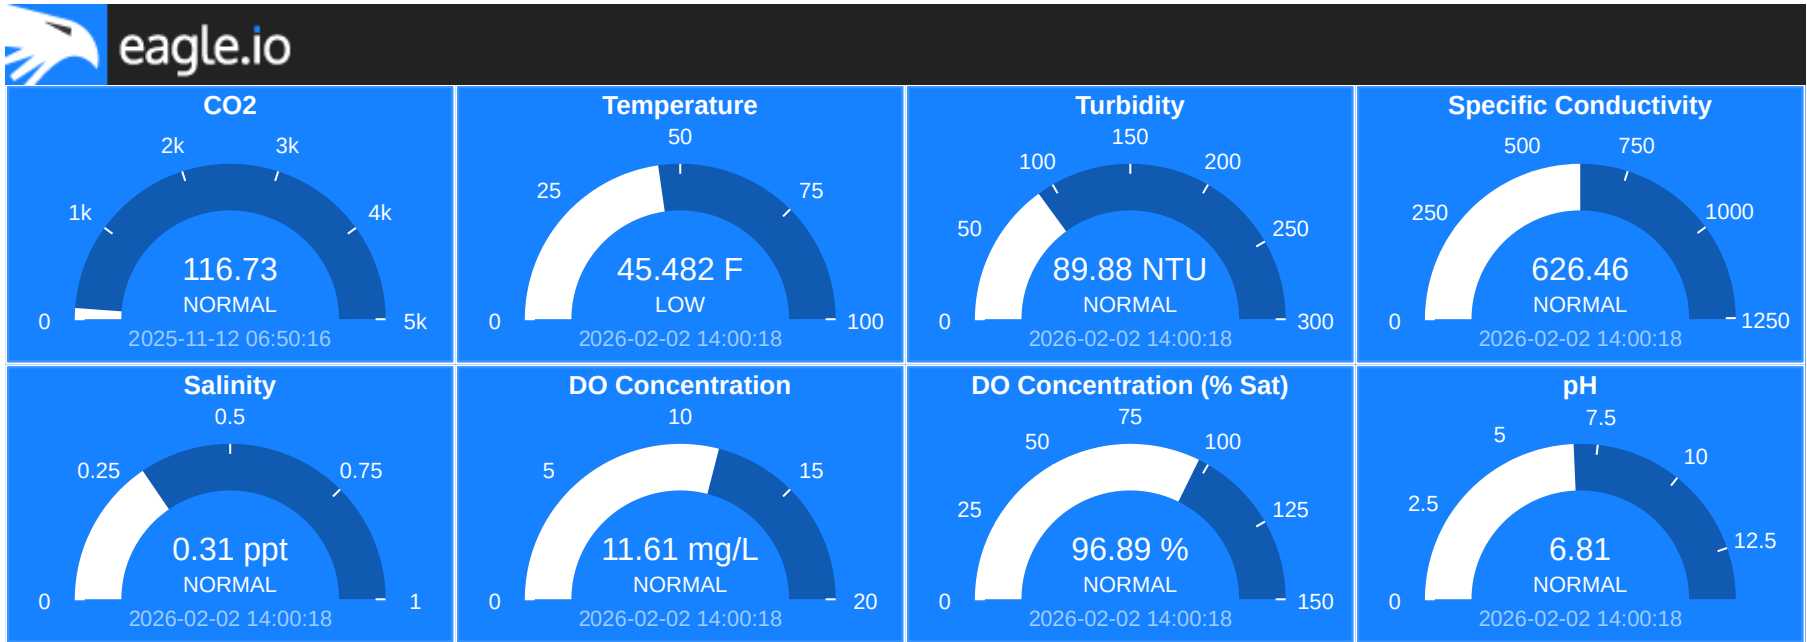 eagle.io
CO2
0
1k
2k
3k
4k
5k
116.73
NORMAL
2025-11-12 06:50:16
Temperature
0
25
50
75
100
45.482 F
LOW
2026-02-02 14:00:18
Turbidity
0
50
100
150
200
250
300
89.88 NTU
NORMAL
2026-02-02 14:00:18
Specific Conductivity
0
250
500
750
1000
1250
626.46
NORMAL
2026-02-02 14:00:18
Salinity
0
0.25
0.5
0.75
1
0.31 ppt
NORMAL
2026-02-02 14:00:18
DO Concentration
0
5
10
15
20
11.61 mg/L
NORMAL
2026-02-02 14:00:18
DO Concentration (% Sat)
0
25
50
75
100
125
150
96.89 %
NORMAL
2026-02-02 14:00:18
pH
0
2.5
5
7.5
10
12.5
6.81
NORMAL
2026-02-02 14:00:18